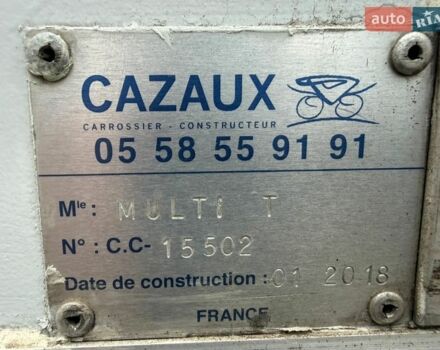 auto RIA
CAZAUX
CARROSSIER - CONSTRUCTEUR
05 58 55 91 91
Mle : MULTI T
N° : C.C- 15502
Date de construction : 01 2018
FRANCE